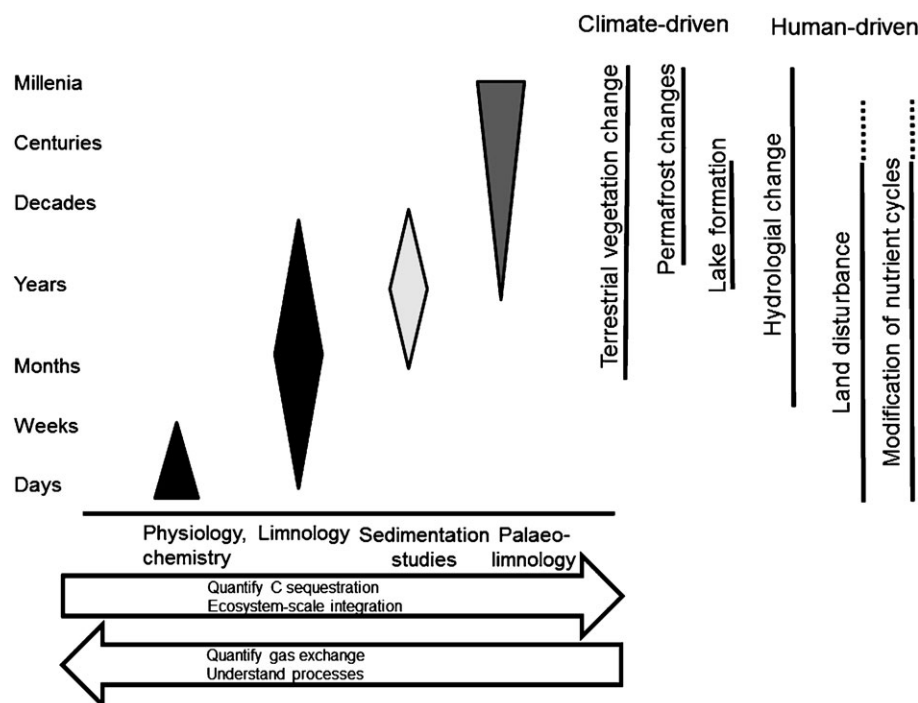 Climate-driven
Human-driven
Millenia
Centuries
Decades
Years
Months
Weeks
Days
Terrestrial vegetation change
Permafrost changes
Lake formation
Hydrologial change
Land disturbance
Modification of nutrient cycles
Physiology,
chemistry
Limnology
Sedimentation
studies
Palaeo-
limnology
Quantify C sequestration
Ecosystem-scale integration
Quantify gas exchange
Understand processes